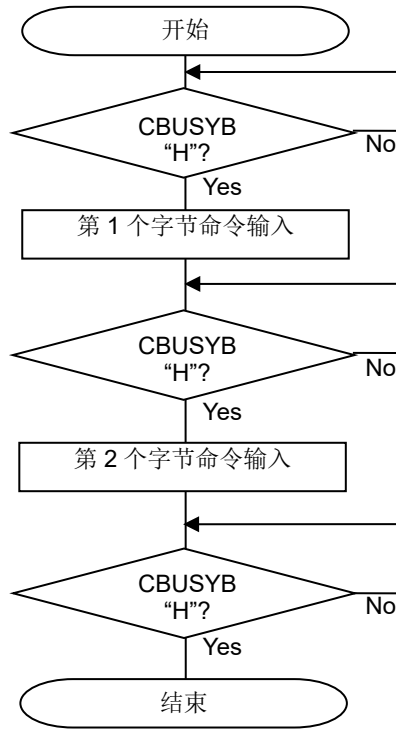 开始
CBUSYB
“H”?
No
Yes
第 1 个字节命令输入
CBUSYB
“H”?
No
Yes
第 2 个字节命令输入
CBUSYB
“H”?
No
Yes
结束